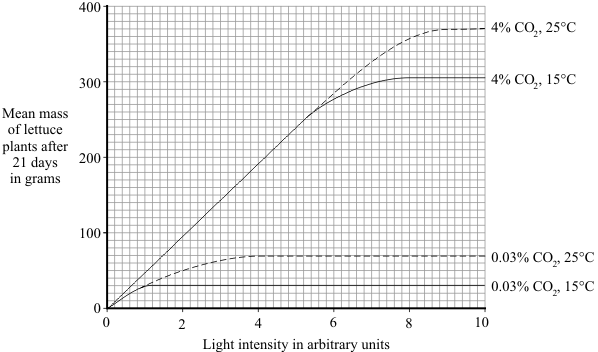 400
300
200
100
0
Mean mass
of lettuce
plants after
21 days
in grams
4% CO₂, 25°C
4% CO₂, 15°C
0.03% CO₂, 25°C
0.03% CO₂, 15°C
0 2 4 6 8 10
Light intensity in arbitrary units